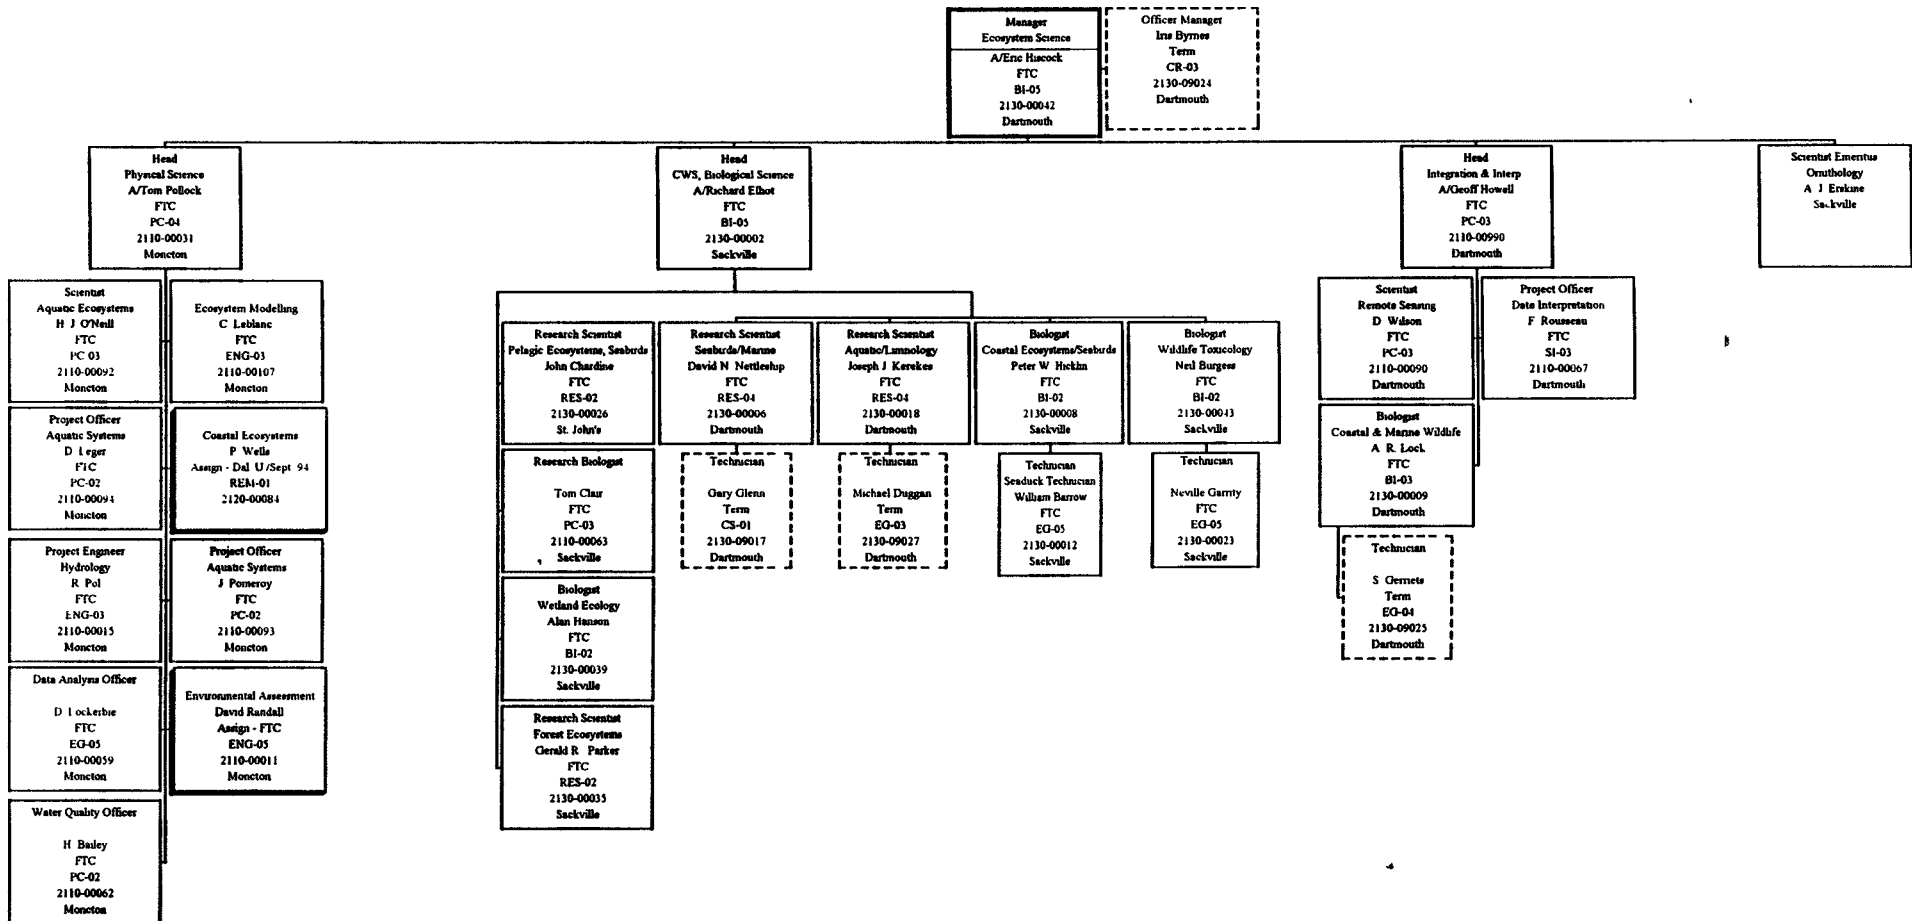 Manager
Ecosystem Science
A/Eric Hiscock
FTC
BI-05
2130-00042
Dartmouth
Officer Manager
Iris Byrnes
Term
CR-03
2130-09024
Dartmouth
Head
Physical Science
A/Tom Pollock
FTC
PC-04
2110-00031
Moncton
Head
CWS, Biological Science
A/Richard Elliot
FTC
BI-05
2130-00002
Sackville
Head
Integration & Interp
A/Geoff Howell
FTC
PC-03
2110-00990
Dartmouth
Scientist Emeritus
Ornithology
A J Erskine
Sackville
Scientist
Aquatic Ecosystems
H J O'Neill
FTC
PC 03
2110-00092
Moncton
Ecosystem Modelling
C Leblanc
FTC
ENG-03
2110-00107
Moncton
Project Officer
Aquatic Systems
D Leger
FTC
PC-02
2110-00094
Moncton
Coastal Ecosystems
P Wells
Assign - Dal U /Sept 94
REM-01
2120-00084
Project Engineer
Hydrology
R Pol
FTC
ENG-03
2110-00015
Moncton
Project Officer
Aquatic Systems
J Pomeroy
FTC
PC-02
2110-00093
Moncton
Data Analysis Officer
D Lockerbie
FTC
EG-05
2110-00059
Moncton
Environmental Assessment
David Randall
Assign - FTC
ENG-05
2110-00011
Moncton
Water Quality Officer
H Bailey
FTC
PC-02
2110-00062
Moncton
Research Scientist
Pelagic Ecosystems, Seabirds
John Chardine
FTC
RES-02
2130-00026
St. John's
Research Scientist
Seabirds/Marine
David N Nettleship
FTC
RES-04
2130-00006
Dartmouth
Research Scientist
Aquatic/Limnology
Joseph J Kerekes
FTC
RES-04
2130-00018
Dartmouth
Biologist
Coastal Ecosystems/Seabirds
Peter W Hicklin
FTC
BI-02
2130-00008
Sackville
Biologist
Wildlife Toxicology
Neil Burgess
FTC
BI-02
2130-00043
Sackville
Research Biologist
Tom Clair
FTC
PC-03
2110-00063
Sackville
Technician
Gary Glenn
Term
CS-01
2130-09017
Dartmouth
Technician
Michael Duggan
Term
EG-03
2130-09027
Dartmouth
Technician
Seaduck Technician
William Barrow
FTC
EG-05
2130-00012
Sackville
Technician
Neville Garrity
FTC
EG-05
2130-00023
Sackville
Biologist
Wetland Ecology
Alan Hanson
FTC
BI-02
2130-00039
Sackville
Research Scientist
Forest Ecosystems
Gerald R Parker
FTC
RES-02
2130-00035
Sackville
Scientist
Remote Sensing
D Wilson
FTC
PC-03
2110-00090
Dartmouth
Project Officer
Data Interpretation
F Rousseau
FTC
SI-03
2110-00067
Dartmouth
Biologist
Coastal & Marine Wildlife
A R. Lock
FTC
BI-03
2130-00009
Dartmouth
Technician
S Gernets
Term
EG-04
2130-09025
Dartmouth